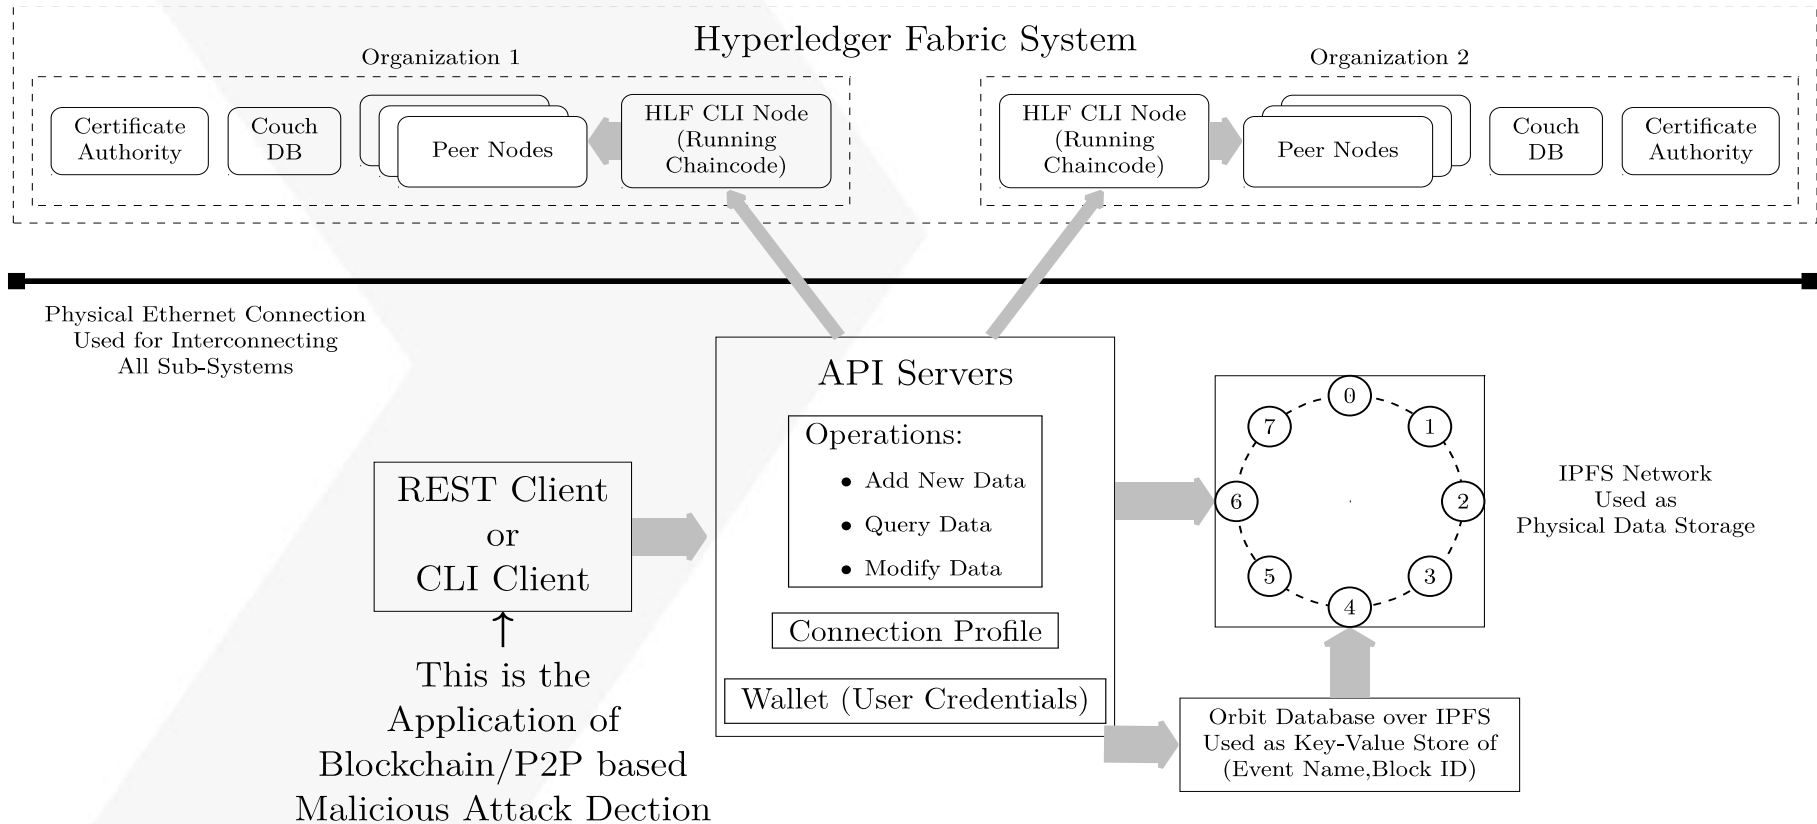 Hyperledger Fabric System
Organization 1
Organization 2
Certificate
Authority
Couch
DB
Peer Nodes
HLF CLI Node
(Running
Chaincode)
HLF CLI Node
(Running
Chaincode)
Peer Nodes
Couch
DB
Certificate
Authority
Physical Ethernet Connection
Used for Interconnecting
All Sub-Systems
API Servers
Operations:
• Add New Data
• Query Data
• Modify Data
Connection Profile
Wallet (User Credentials)
REST Client
or
CLI Client
This is the
Application of
Blockchain/P2P based
Malicious Attack Dection
0
1
2
3
4
5
6
7
IPFS Network
Used as
Physical Data Storage
Orbit Database over IPFS
Used as Key-Value Store of
(Event Name,Block ID)